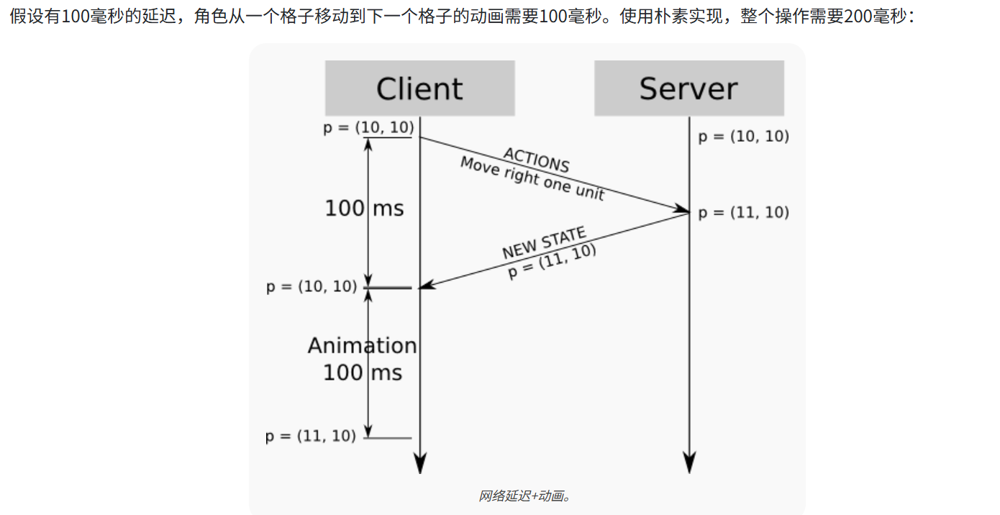 假设有100毫秒的延迟，角色从一个格子移动到下一个格子的动画需要100毫秒。使用朴素实现，整个操作需要200毫秒：
Client
Server
p = (10, 10)
p = (10, 10)
ACTIONS
Move right one unit
100 ms
p = (11, 10)
NEW STATE
p = (11, 10)
p = (10, 10)
Animation
100 ms
p = (11, 10)
网络延迟+动画。